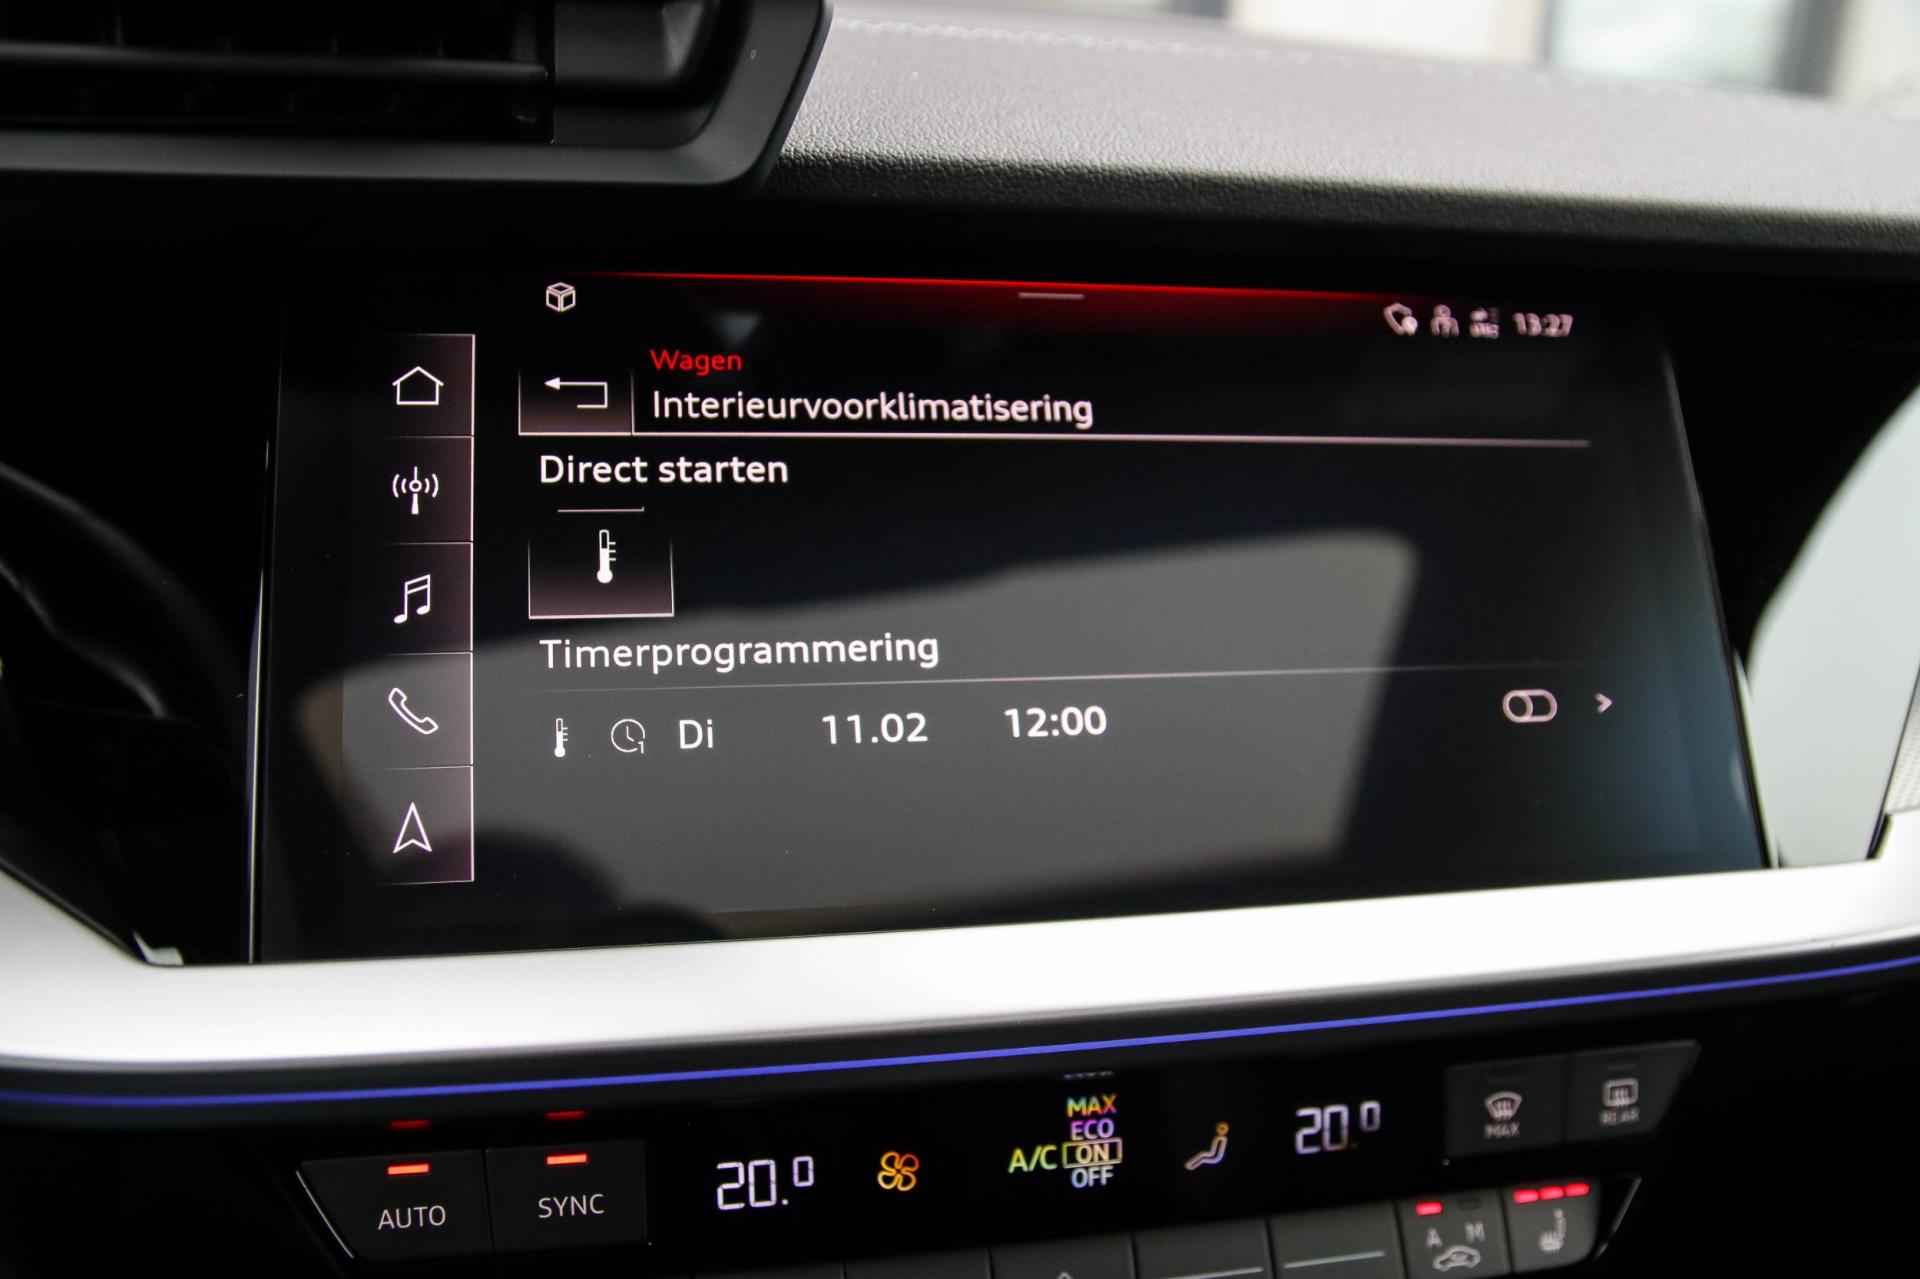 13:27
Wagen
Interieurvoorklimatisering
Direct starten
Timerprogrammering
1 Di 11.02 12:00
MAX
ECO
A/C ON
OFF
20.0
20.0
AUTO
SYNC
MAX
REAR
A M